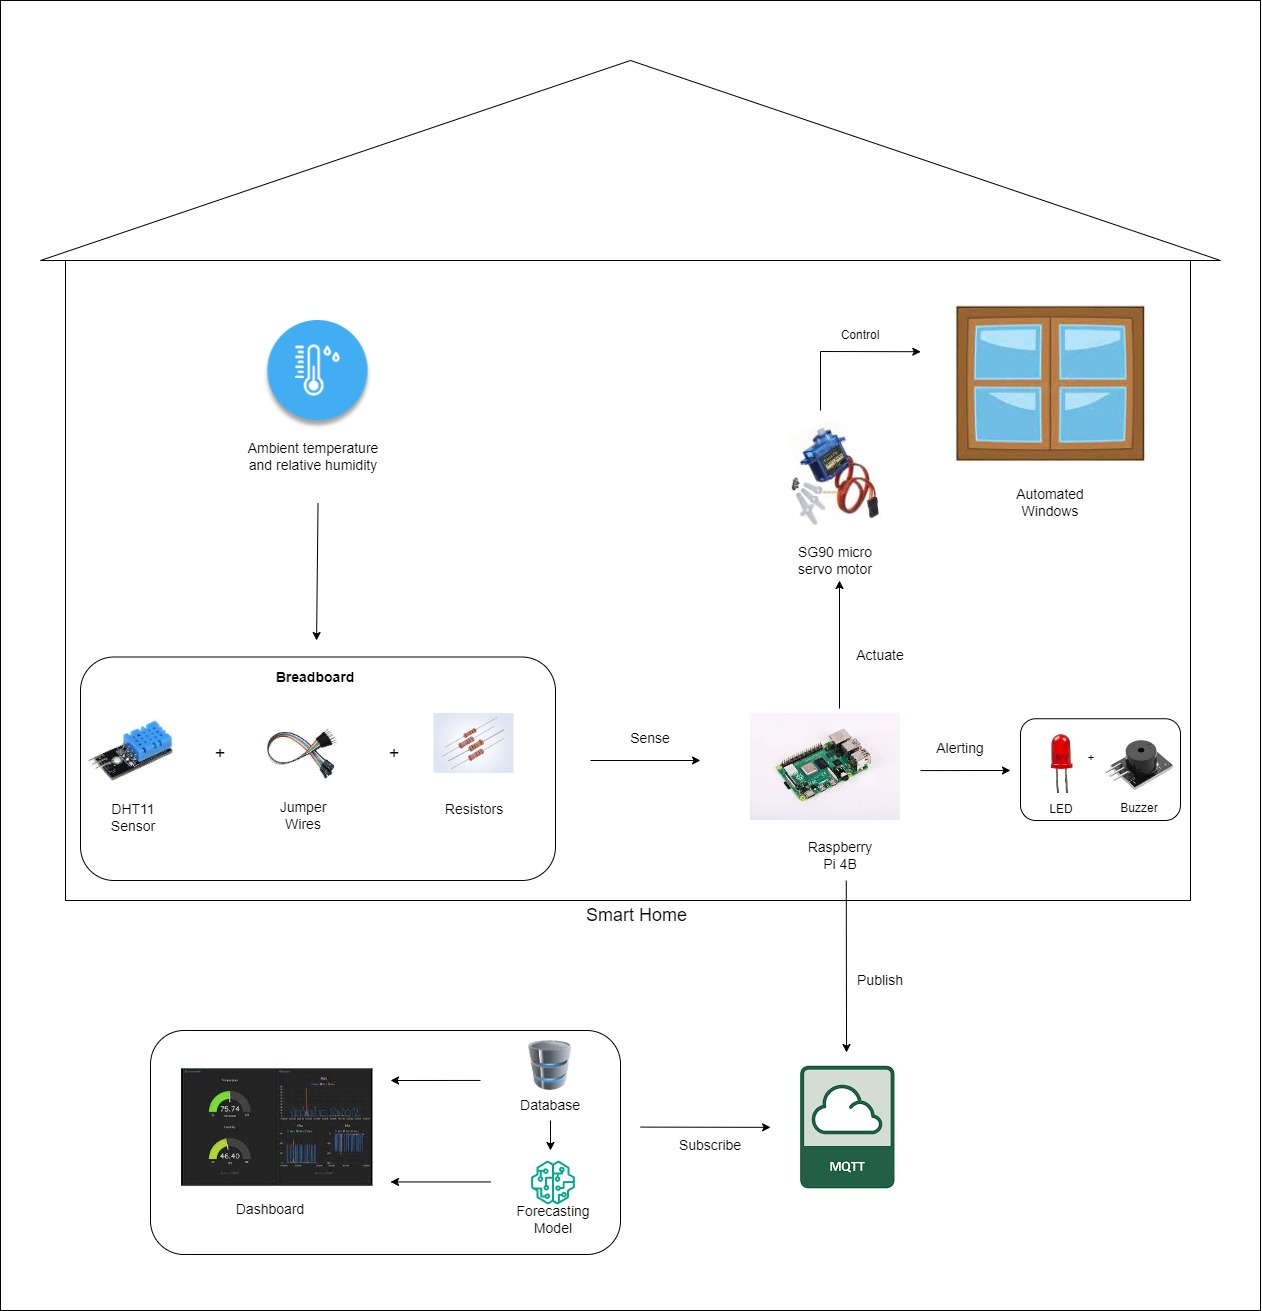 Control
Ambient temperature
and relative humidity
Automated
Windows
SG90 micro
servo motor
Actuate
Breadboard
+
+
DHT11
Sensor
Jumper
Wires
Resistors
Sense
Raspberry
Pi 4B
Alerting
+
LED
Buzzer
Smart Home
Publish
75.74
46.40
Dashboard
Database
Forecasting
Model
Subscribe
MQTT